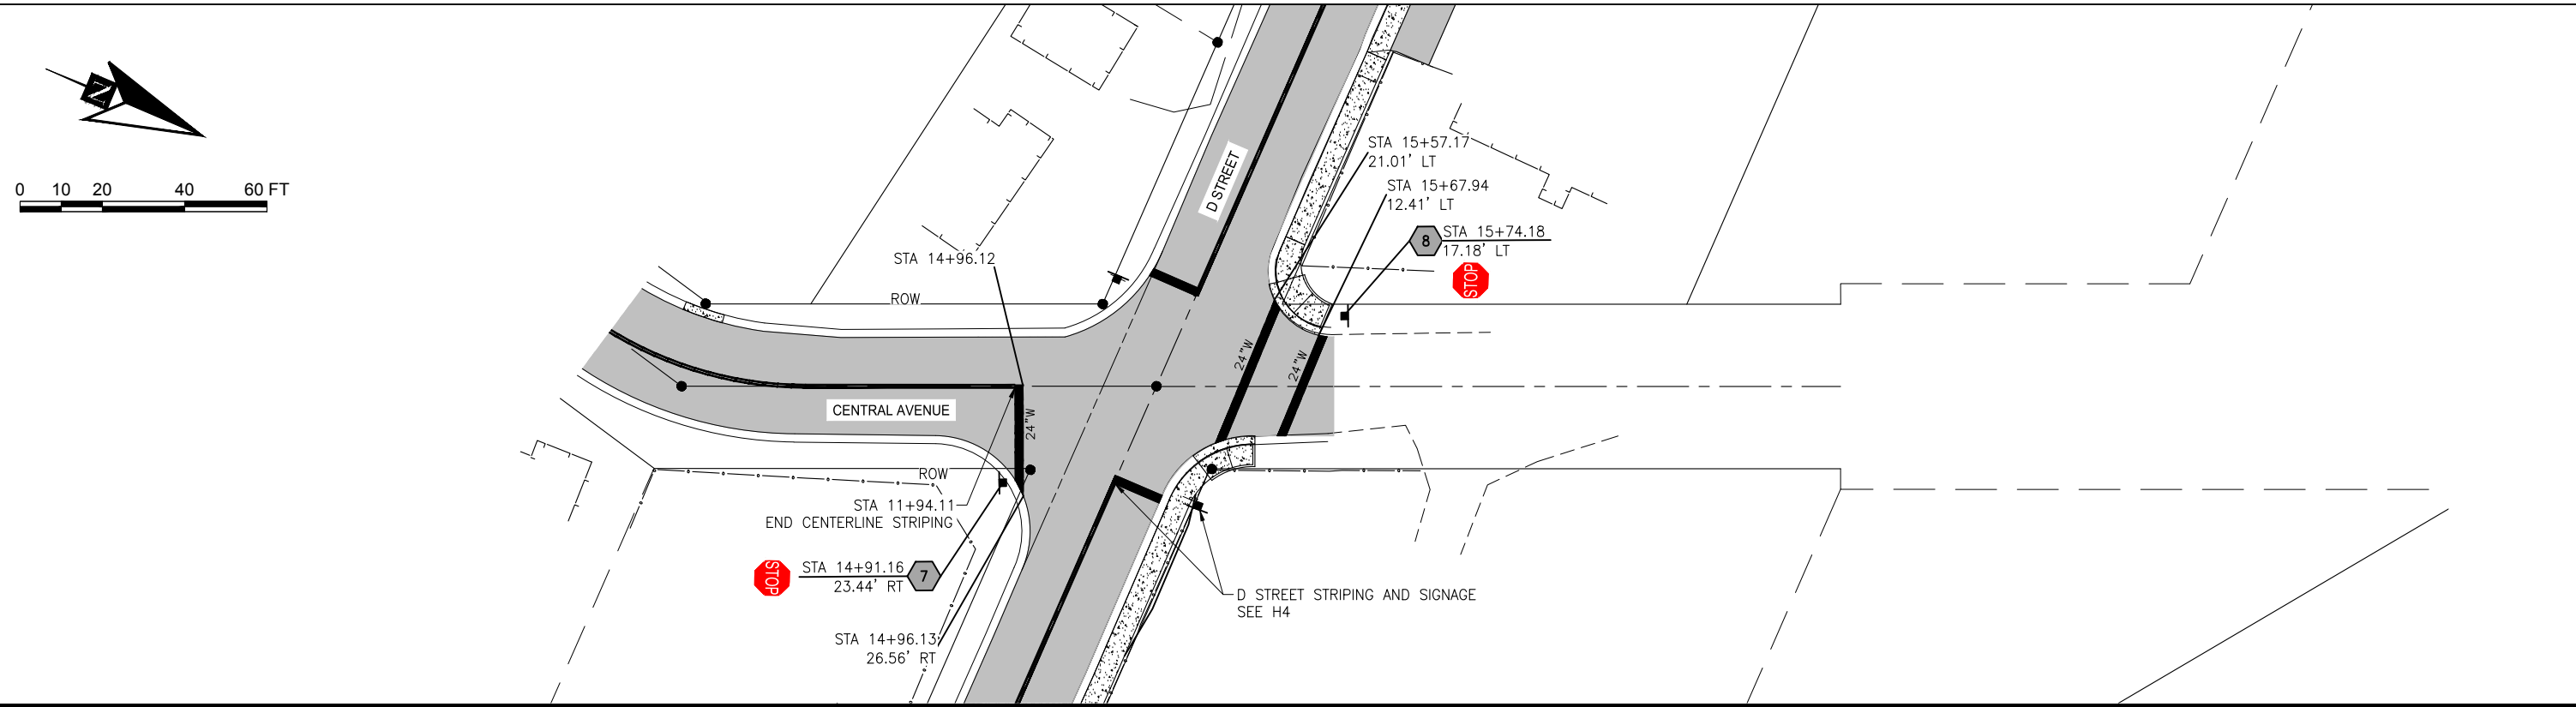 N
0 10 20 40 60 FT
D STREET
STA 15+57.17
21.01' LT
STA 15+67.94
12.41' LT
8
STA 15+74.18
17.18' LT
STOP
STA 14+96.12
ROW
24"W
24"W
CENTRAL AVENUE
24"W
ROW
STA 11+94.11
END CENTERLINE STRIPING
STOP
STA 14+91.16
23.44' RT
7
D STREET STRIPING AND SIGNAGE
SEE H4
STA 14+96.13
26.56' RT